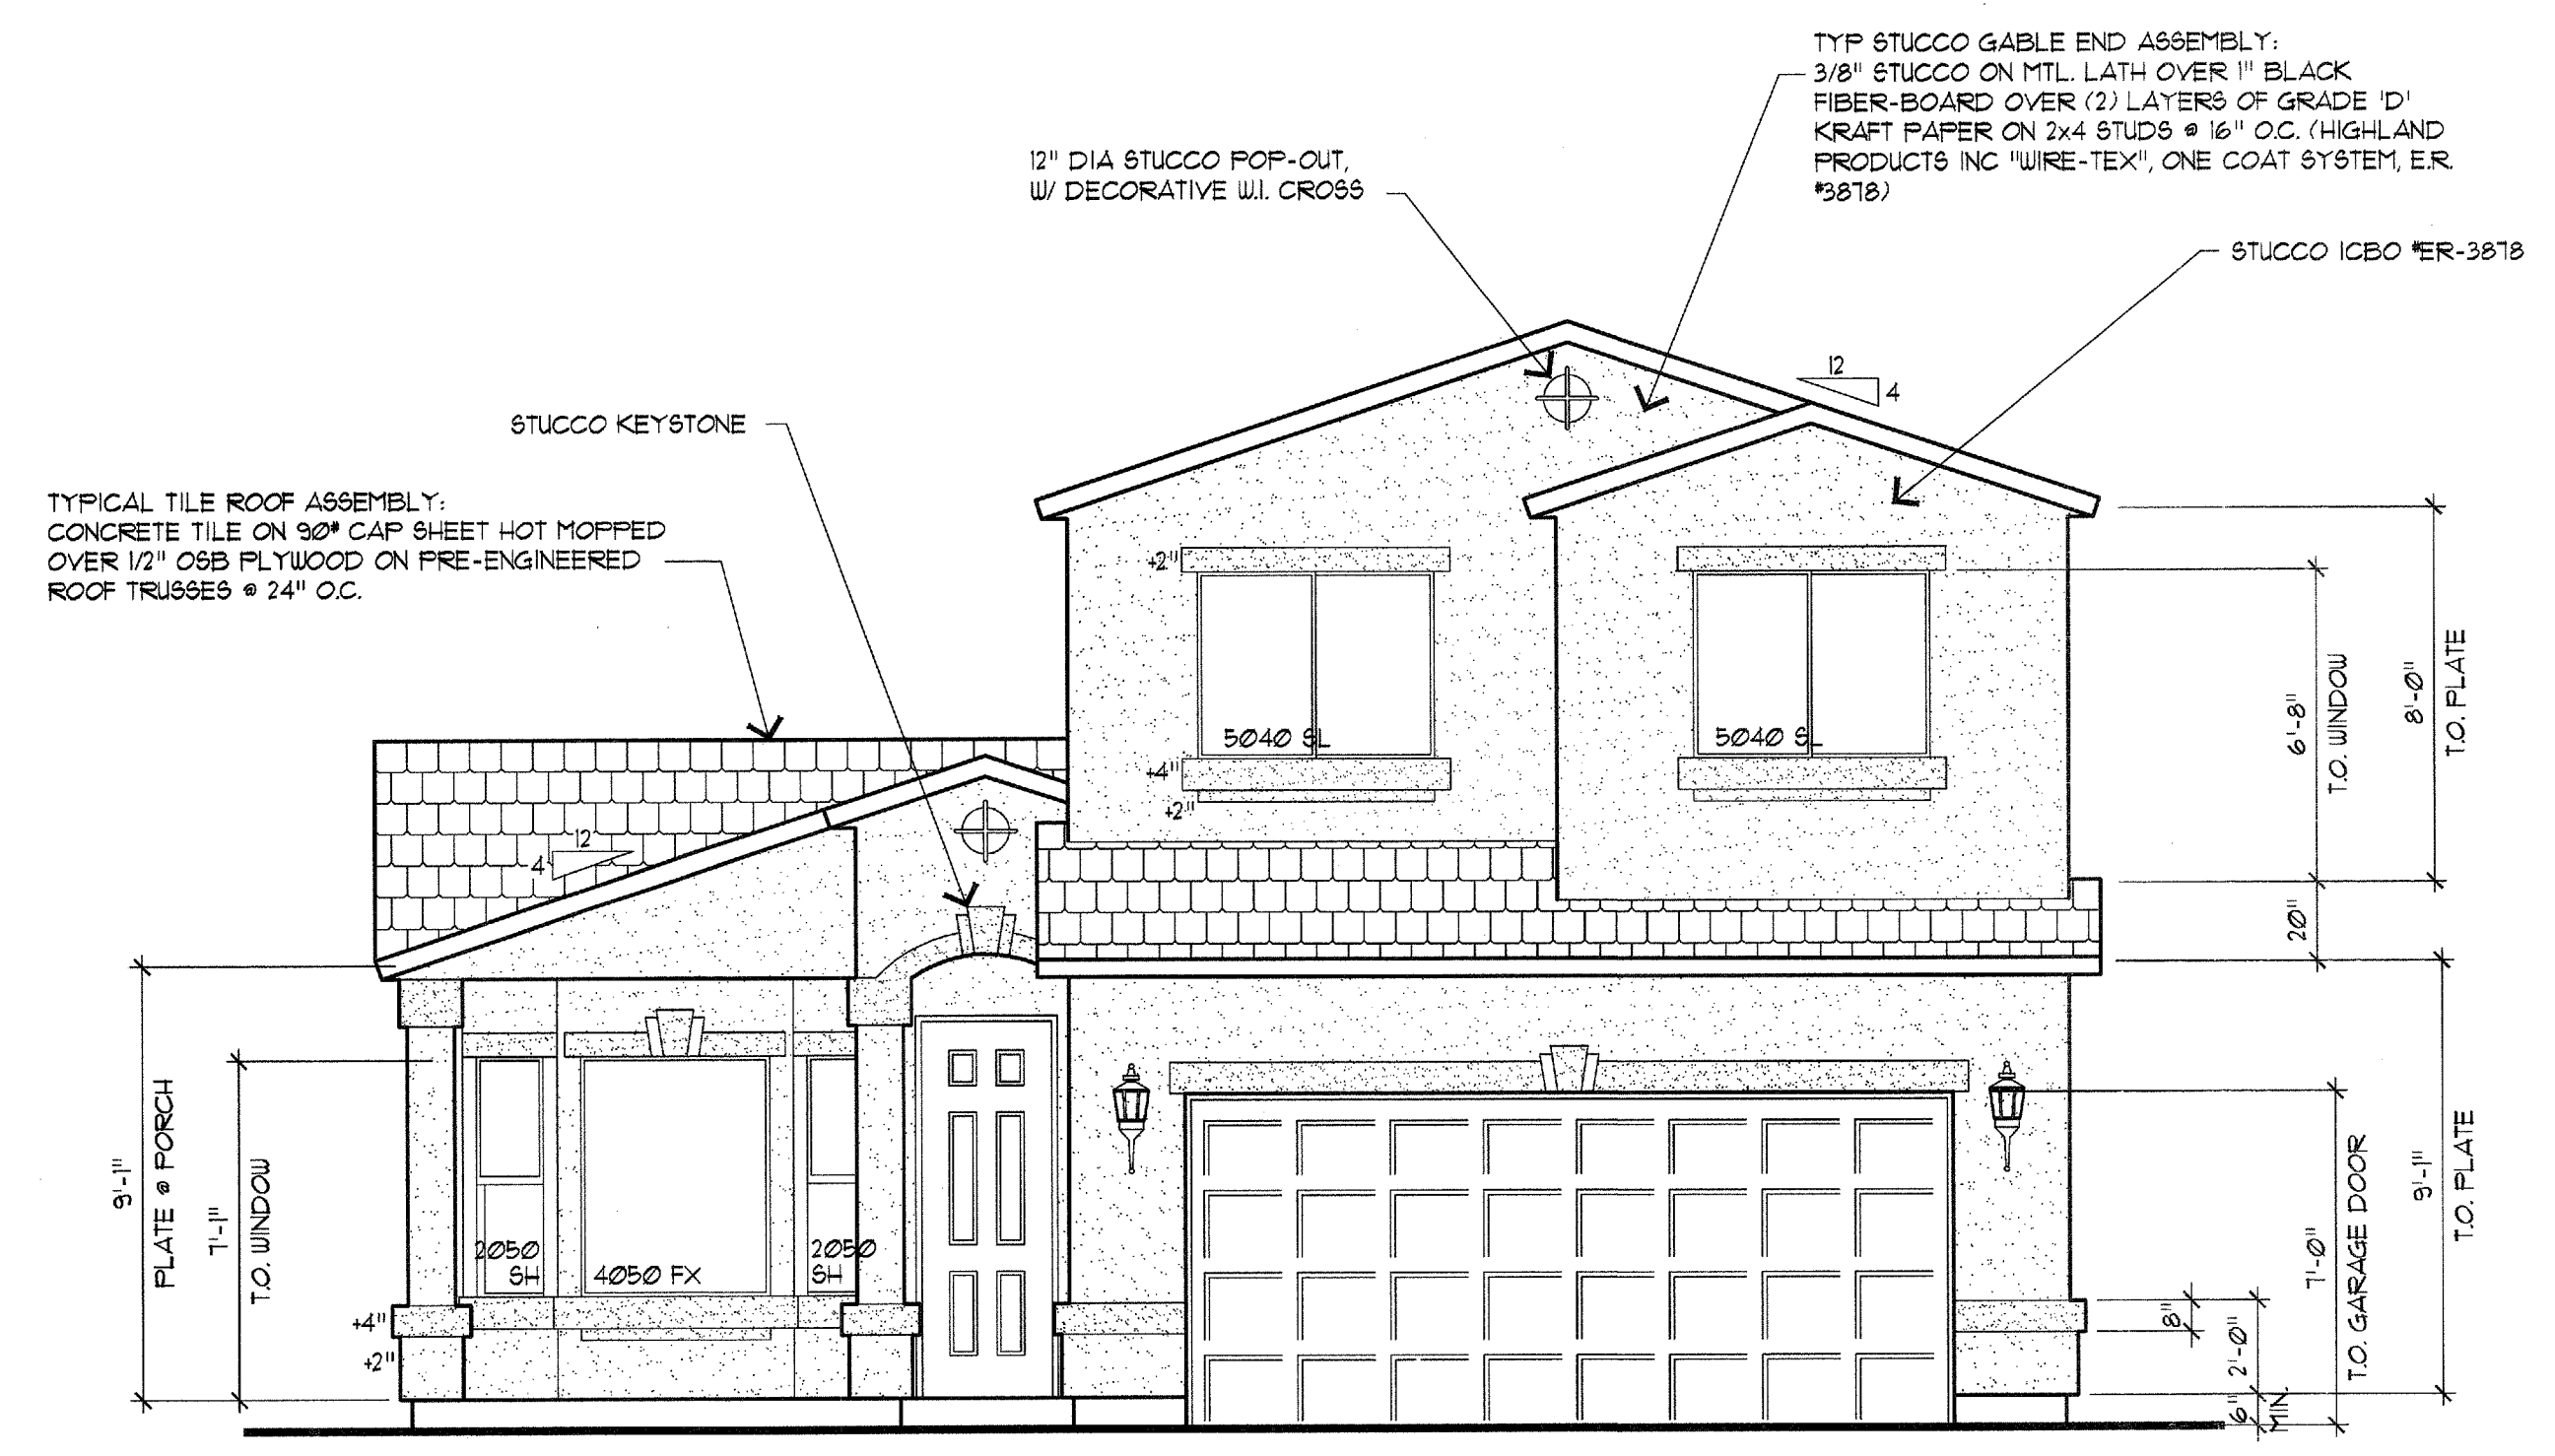 TYP STUCCO GABLE END ASSEMBLY:
3/8" STUCCO ON MTL. LATH OVER 1" BLACK
FIBER-BOARD OVER (2) LAYERS OF GRADE 'D'
KRAFT PAPER ON 2x4 STUDS @ 16" O.C. (HIGHLAND
PRODUCTS INC "WIRE-TEX", ONE COAT SYSTEM, E.R.
#3878)
12" DIA STUCCO POP-OUT,
W/ DECORATIVE W.I. CROSS
STUCCO ICBO #ER-3878
12
4
STUCCO KEYSTONE
TYPICAL TILE ROOF ASSEMBLY:
CONCRETE TILE ON 90# CAP SHEET HOT MOPPED
OVER 1/2" OSB PLYWOOD ON PRE-ENGINEERED
ROOF TRUSSES @ 24" O.C.
+2"
5040 SL
5040 SL
+4"
+2"
6'-8"
T.O. WINDOW
8'-0"
T.O. PLATE
12
4
20"
9'-1"
PLATE @ PORCH
7'-1"
T.O. WINDOW
2050
SH
4050 FX
2050
SH
+4"
+2"
8"
2'-0"
6"
MIN.
7'-0"
T.O. GARAGE DOOR
9'-1"
T.O. PLATE